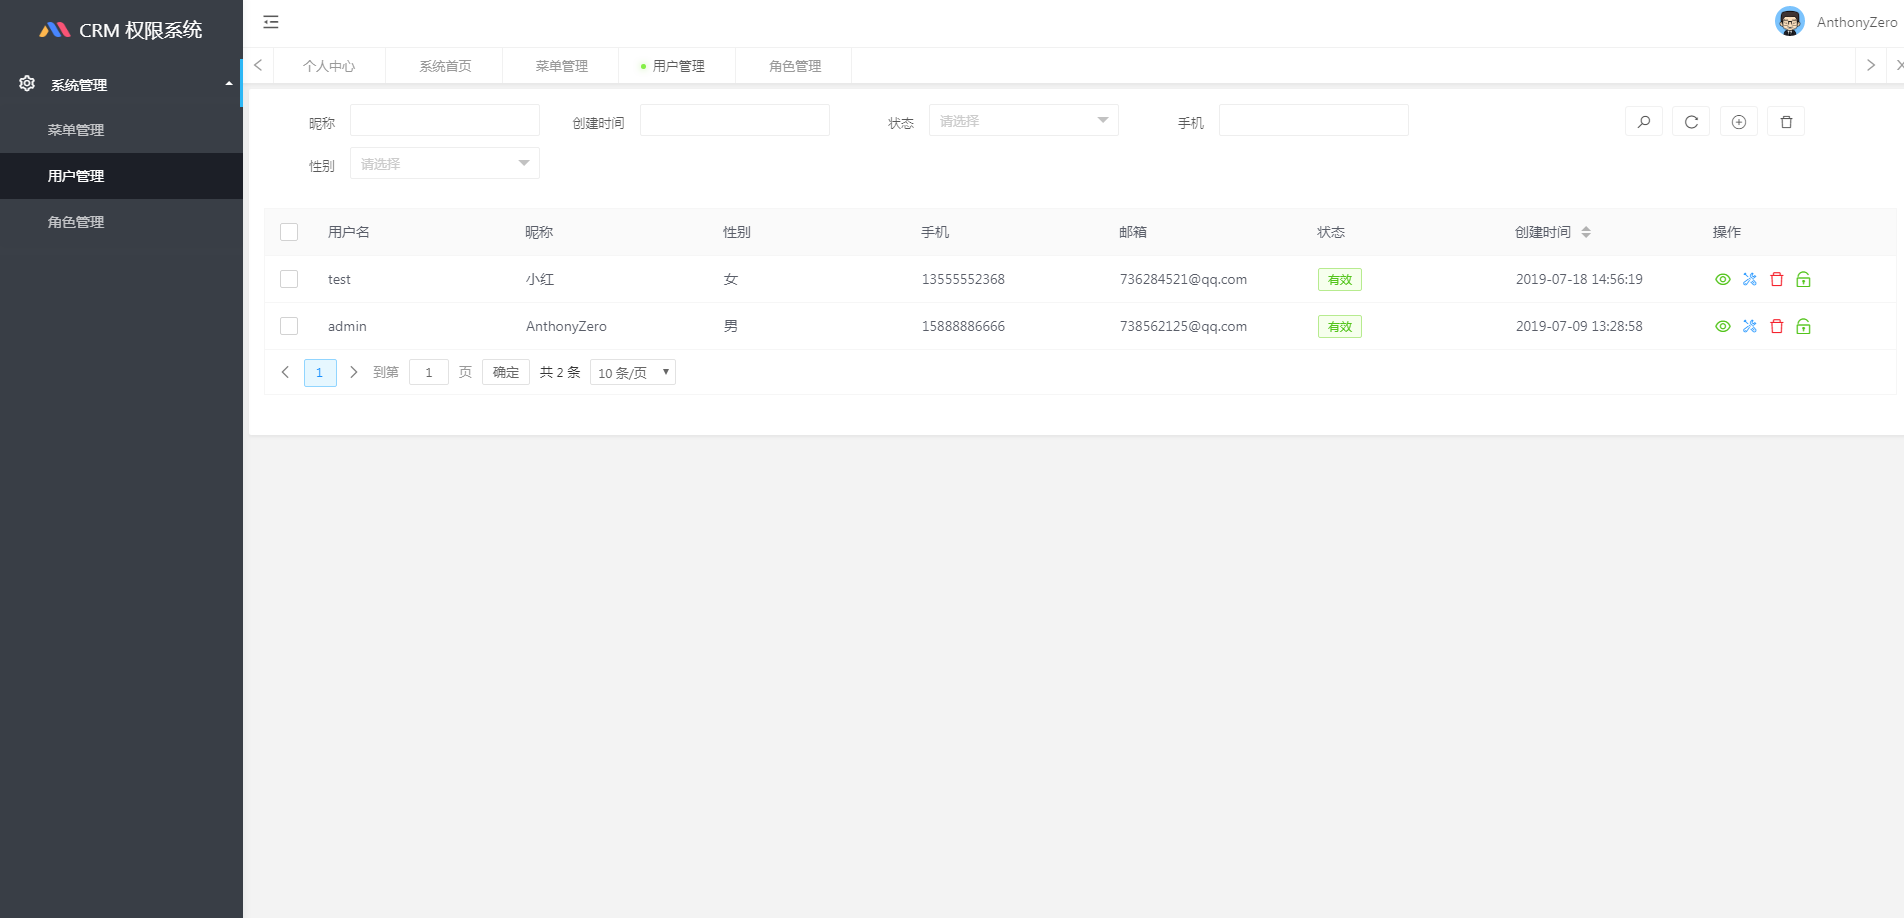 CRM 权限系统
系统管理
菜单管理
用户管理
角色管理
AnthonyZero
个人中心 系统首页 菜单管理 用户管理 角色管理
昵称 创建时间 状态 请选择 手机
性别 请选择
用户名 昵称 性别 手机 邮箱 状态 创建时间 操作
test 小红 女 13555552368 736284521@qq.com 有效 2019-07-18 14:56:19
admin AnthonyZero 男 15888886666 738562125@qq.com 有效 2019-07-09 13:28:58
1 到第 1 页 确定 共 2 条 10 条/页